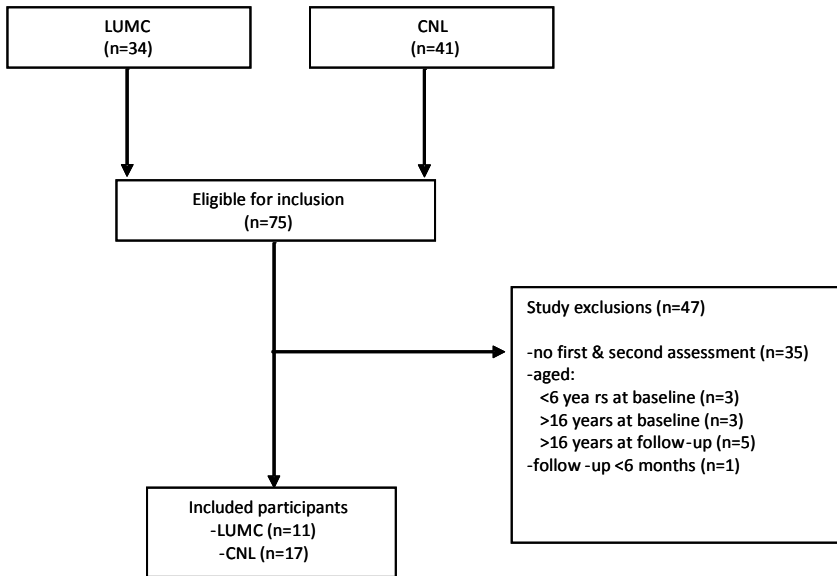 LUMC
(n=34)
CNL
(n=41)
Eligible for inclusion
(n=75)
Study exclusions (n=47)
-no first & second assessment (n=35)
-aged:
<6 yea rs at baseline (n=3)
>16 years at baseline (n=3)
>16 years at follow-up (n=5)
-follow -up <6 months (n=1)
Included participants
-LUMC (n=11)
-CNL (n=17)